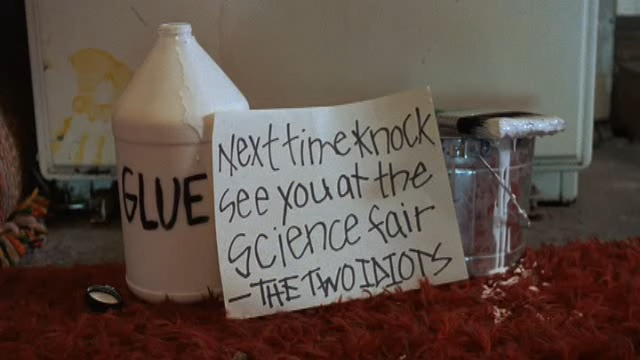 GLUE
Next time knock
see you at the
science fair
-THE TWO IDIOTS